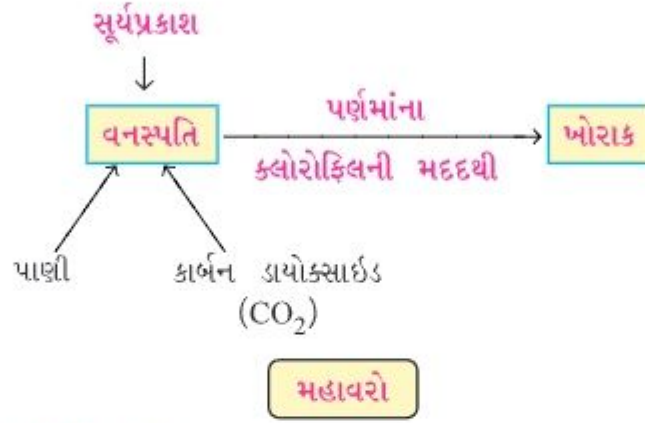 સૂર્યપ્રકાશ
પર્ણમાંના
વનસ્પતિ
ખોરાક
ક્લોરોફિલની મદદથી
પાણી
કાર્બન ડાયોક્સાઇડ
(CO₂)
મહાવરો